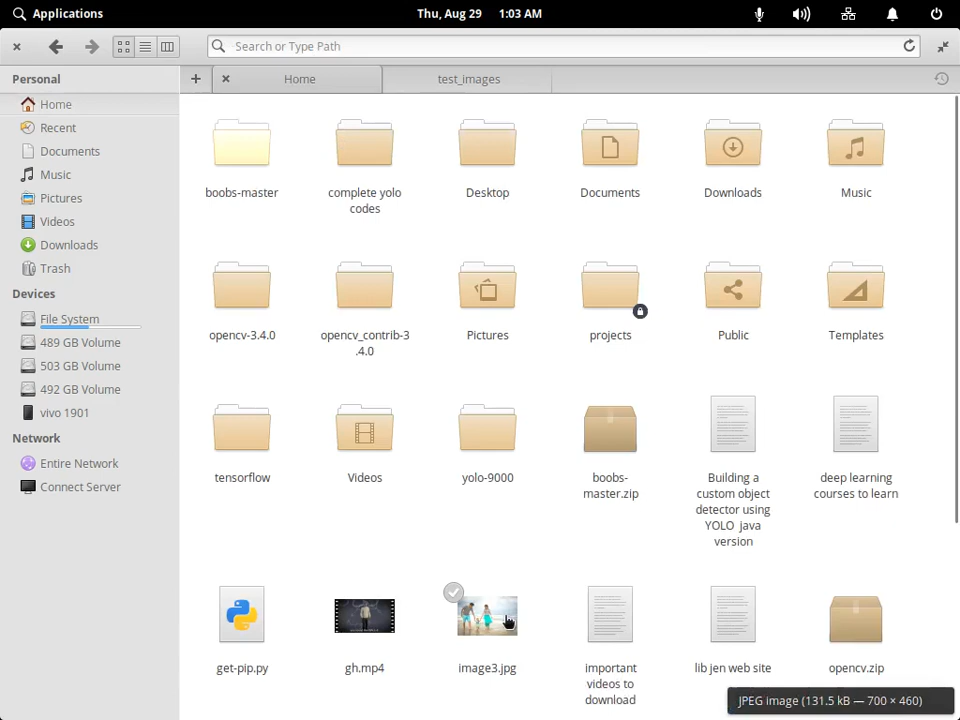 Applications Thu, Aug 29 1:03 AM
Search or Type Path
Personal
Home
Recent
Documents
Music
Pictures
Videos
Downloads
Trash
Devices
File System
489 GB Volume
503 GB Volume
492 GB Volume
vivo 1901
Network
Entire Network
Connect Server
+ × Home test_images
boobs-master
complete yolo
codes
Desktop
Documents
Downloads
Music
opencv-3.4.0
opencv_contrib-3
.4.0
Pictures
projects
Public
Templates
tensorflow
Videos
yolo-9000
boobs-
master.zip
Building a
custom object
detector using
YOLO java
version
deep learning
courses to learn
get-pip.py
gh.mp4
image3.jpg
important
videos to
download
lib jen web site
opencv.zip
JPEG image (131.5 kB — 700 × 460)